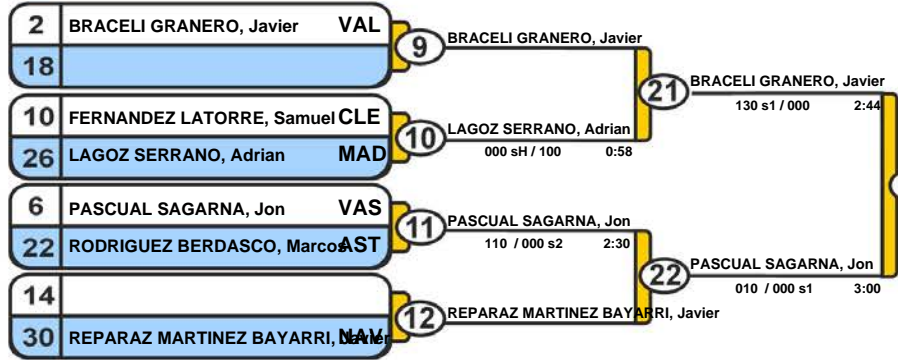 2 BRACELI GRANERO, Javier VAL
18
9 BRACELI GRANERO, Javier
10 FERNANDEZ LATORRE, Samuel CLE
26 LAGOZ SERRANO, Adrian MAD
10 LAGOZ SERRANO, Adrian
000 sH / 100 0:58
21 BRACELI GRANERO, Javier
130 s1 / 000 2:44
6 PASCUAL SAGARNA, Jon VAS
22 RODRIGUEZ BERDASCO, Marcos AST
11 PASCUAL SAGARNA, Jon
110 / 000 s2 2:30
14
30 REPARAZ MARTINEZ BAYARRI, Javier NAV
12 REPARAZ MARTINEZ BAYARRI, Javier
22 PASCUAL SAGARNA, Jon
010 / 000 s1 3:00